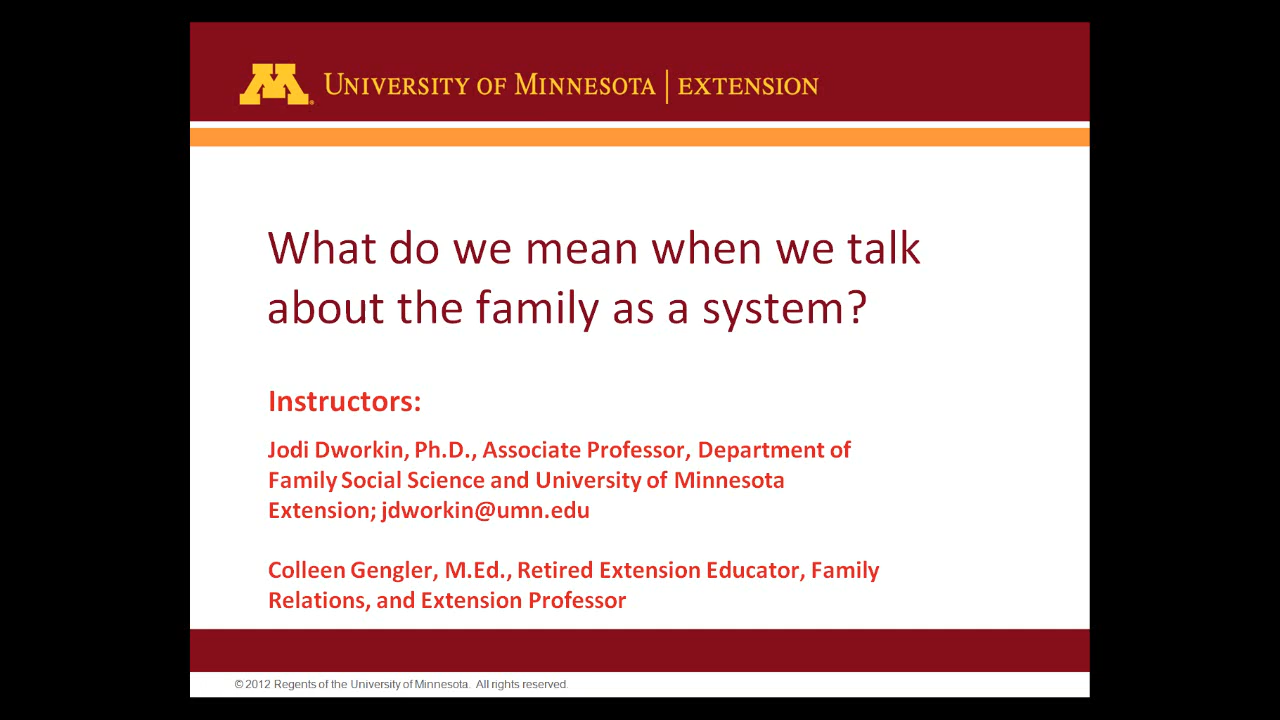 UNIVERSITY OF MINNESOTA | EXTENSION
What do we mean when we talk
about the family as a system?
Instructors:
Jodi Dworkin, Ph.D., Associate Professor, Department of
Family Social Science and University of Minnesota
Extension; jdworkin@umn.edu
Colleen Gengler, M.Ed., Retired Extension Educator, Family
Relations, and Extension Professor
© 2012 Regents of the University of Minnesota. All rights reserved.